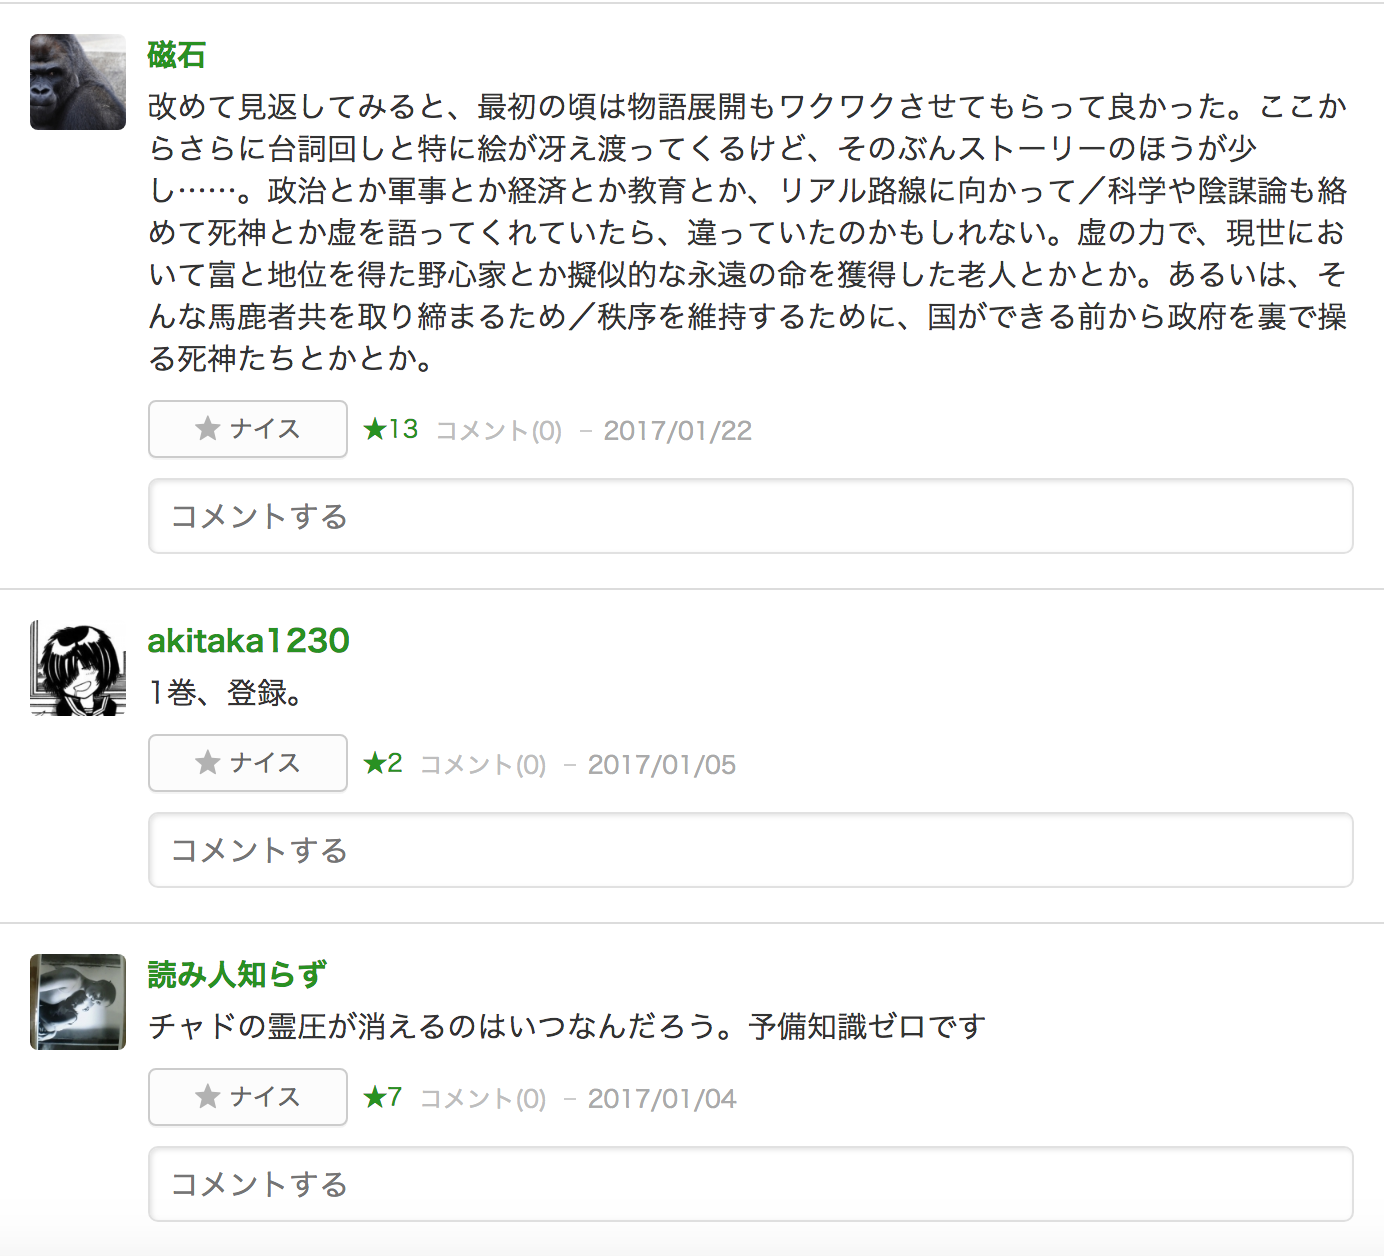 磁石
改めて見返してみると、最初の頃は物語展開もワクワクさせてもらって良かった。ここか
らさらに台詞回しと特に絵が冴え渡ってくるけど、そのぶんストーリーのほうが少
し……。政治とか軍事とか経済とか教育とか、リアル路線に向かって／科学や陰謀論も絡
めて死神とか虚を語ってくれていたら、違っていたのかもしれない。虚の力で、現世にお
いて富と地位を得た野心家とか擬似的な永遠の命を獲得した老人とかとか。あるいは、そ
んな馬鹿者共を取り締まるため／秩序を維持するために、国ができる前から政府を裏で操
る死神たちとかとか。
★ ナイス ★13 コメント(0) － 2017/01/22
コメントする
akitaka1230
1巻、登録。
★ ナイス ★2 コメント(0) － 2017/01/05
コメントする
読み人知らず
チャドの霊圧が消えるのはいつなんだろう。予備知識ゼロです
★ ナイス ★7 コメント(0) － 2017/01/04
コメントする